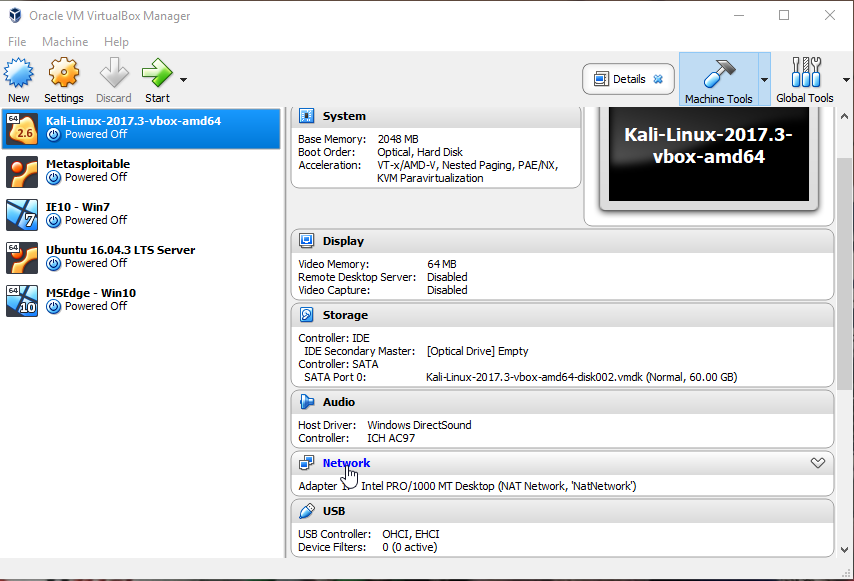 Oracle VM VirtualBox Manager
File Machine Help
New Settings Discard Start
Details
Machine Tools
Global Tools
64
2.6
Kali-Linux-2017.3-vbox-amd64
Powered Off
Metasploitable
Powered Off
7
IE10 - Win7
Powered Off
64
Ubuntu 16.04.3 LTS Server
Powered Off
64
10
MSEdge - Win10
Powered Off
System
Base Memory: 2048 MB
Boot Order: Optical, Hard Disk
Acceleration: VT-x/AMD-V, Nested Paging, PAE/NX,
KVM Paravirtualization
Kali-Linux-2017.3-
vbox-amd64
Display
Video Memory: 64 MB
Remote Desktop Server: Disabled
Video Capture: Disabled
Storage
Controller: IDE
IDE Secondary Master: [Optical Drive] Empty
Controller: SATA
SATA Port 0: Kali-Linux-2017.3-vbox-amd64-disk002.vmdk (Normal, 60.00 GB)
Audio
Host Driver: Windows DirectSound
Controller: ICH AC97
Network
Adapter 1: Intel PRO/1000 MT Desktop (NAT Network, 'NatNetwork')
USB
USB Controller: OHCI, EHCI
Device Filters: 0 (0 active)